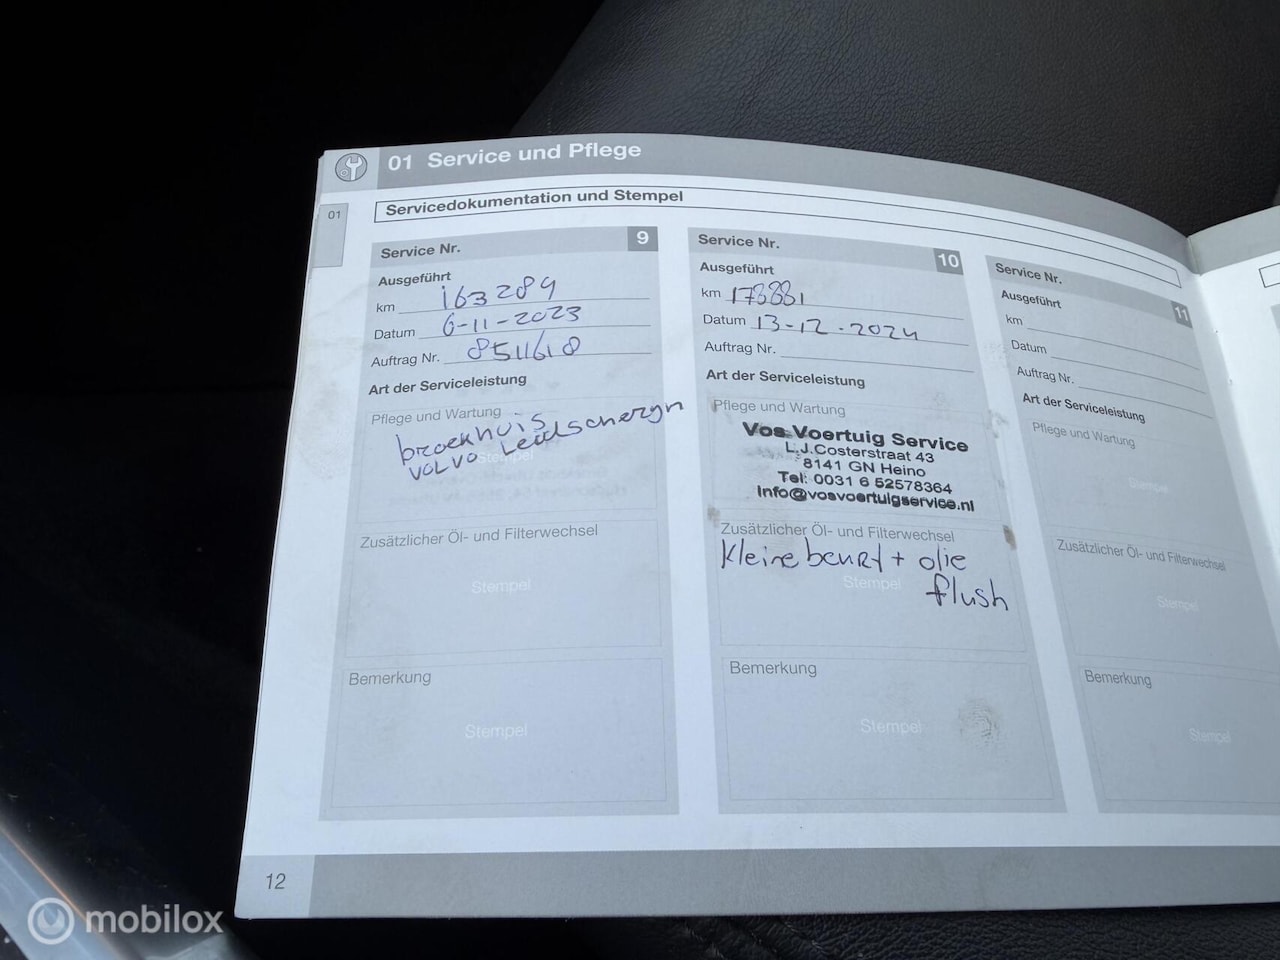 01 Service und Pflege
01
Servicedokumentation und Stempel
Service Nr. 9
Ausgeführt
km 163289
Datum 6-11-2023
Auftrag Nr. 8511618
Art der Serviceleistung
Pflege und Wartung
broekhuis
VOLVO
Stempel
Zusätzlicher Öl- und Filterwechsel
Stempel
Bemerkung
Stempel
Service Nr. 10
Ausgeführt
km 178881
Datum 13-12-2024
Auftrag Nr.
Art der Serviceleistung
Pflege und Wartung
Vos Voertuig Service
L.J.Costerstraat 43
8141 GN Heino
Tel: 0031 6 52578364
Info@vosvoertuigservice.nl
Zusätzlicher Öl- und Filterwechsel
kleine beurt + olie
Stempel
flush
Bemerkung
Stempel
Service Nr. 11
Ausgeführt
km
Datum
Auftrag Nr.
Art der Serviceleistung
Pflege und Wartung
Stempel
Zusätzlicher Öl- und Filterwechsel
Stempel
Bemerkung
Stempel
12
mobilox